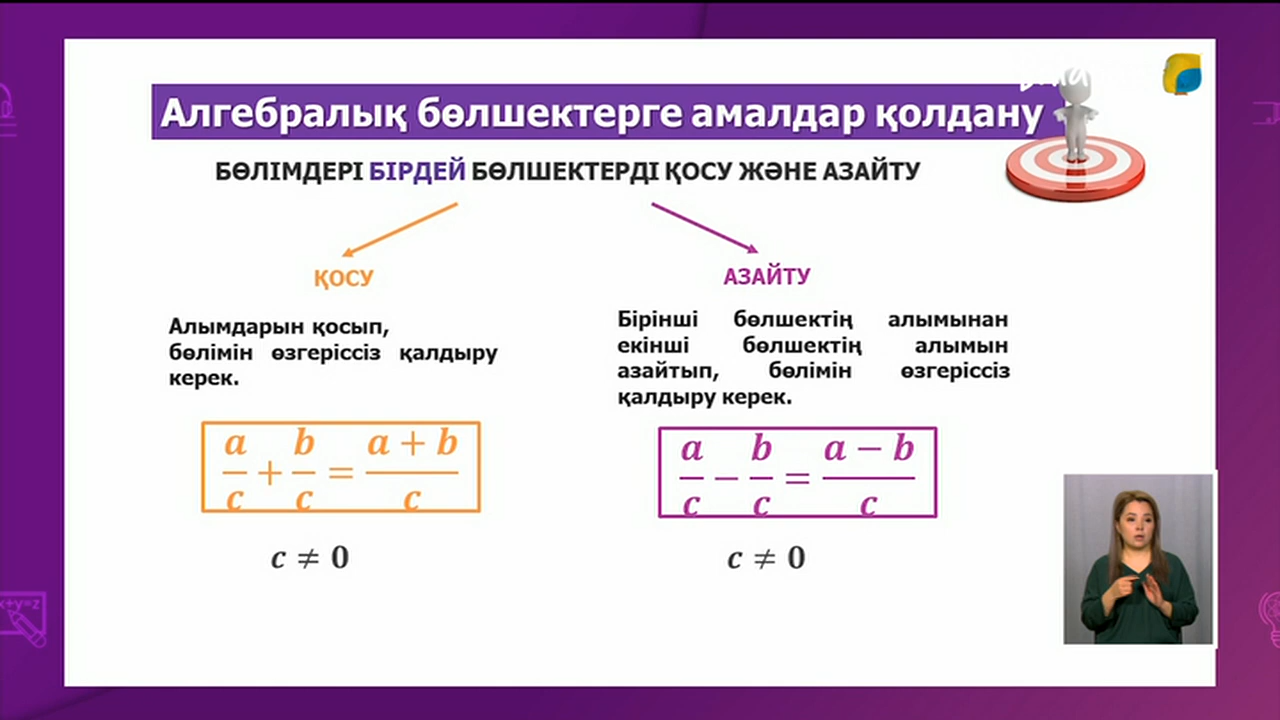 Алгебралық бөлшектерге амалдар қолдану
БӨЛІМДЕРІ БІРДЕЙ БӨЛШЕКТЕРДІ ҚОСУ ЖӘНЕ АЗАЙТУ
ҚОСУ
Алымдарын қосып,
бөлімін өзгеріссіз қалдыру
керек.
a/c + b/c = (a + b)/c
c ≠ 0
АЗАЙТУ
Бірінші бөлшектің алымынан
екінші бөлшектің алымын
азайтып, бөлімін өзгеріссіз
қалдыру керек.
a/c − b/c = (a − b)/c
c ≠ 0
x+y=z